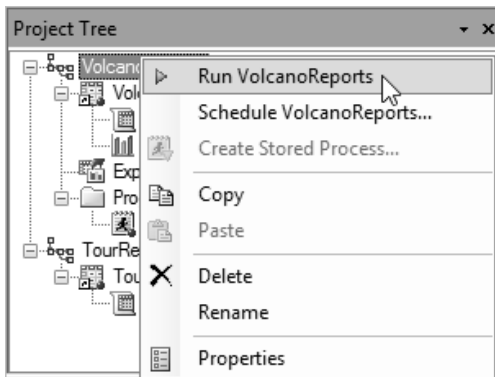 Project Tree
Volcano
Run VolcanoReports
Schedule VolcanoReports...
Create Stored Process...
Exp
Pro
Copy
Paste
TourRe
Tou
Delete
Rename
Properties